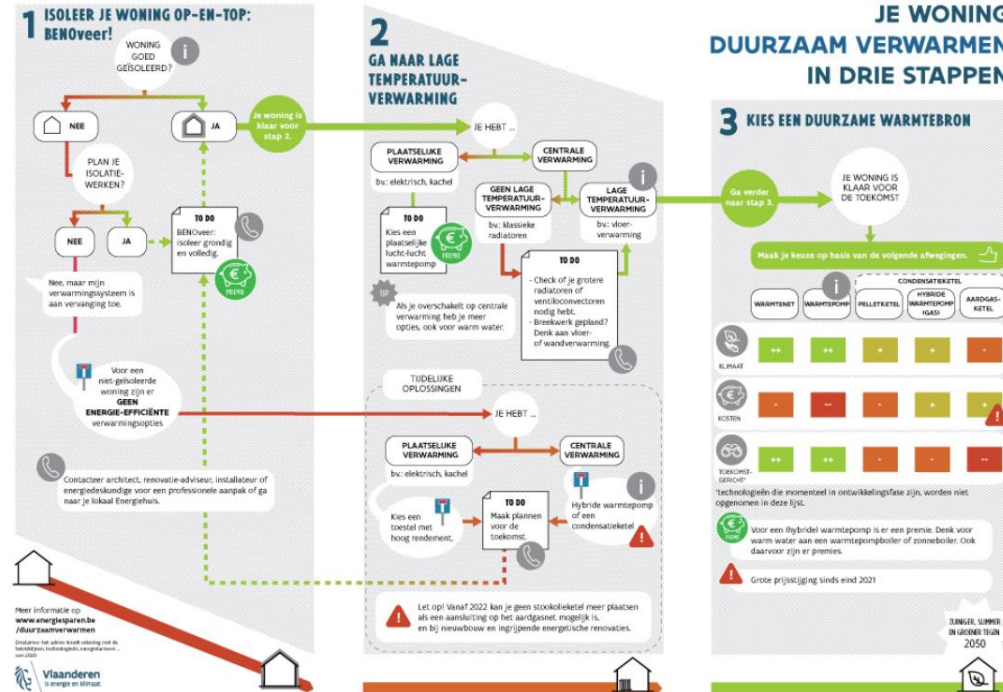 JE WONING
DUURZAAM VERWARMEN
IN DRIE STAPPEN
1 ISOLEER JE WONING OP-EN-TOP:
BENOveer!
WONING
GOED
GEÏSOLEERD?
i
NEE
JA
Je woning is
klaar voor
stap 2.
PLAN JE
ISOLATIE-
WERKEN?
NEE
JA
TO DO
BENOveer:
isoleer grondig
en volledig.
PREMIE
Nee, maar mijn
verwarmingssysteem is
aan vervanging toe.
Voor een
niet-geïsoleerde
woning zijn er
GEEN
ENERGIE-EFFICIËNTE
verwarmingsopties
Contacteer architect, renovatie-adviseur, installateur of
energiedeskundige voor een professionele aanpak of ga
naar je lokaal Energiehuis.
Meer informatie op
www.energiesparen.be
/duurzaamverwarmen
Vlaanderen
is energie en klimaat
2
GA NAAR LAGE
TEMPERATUUR-
VERWARMING
JE HEBT ...
PLAATSELIJKE
VERWARMING
bv.: elektrisch, kachel
CENTRALE
VERWARMING
i
GEEN LAGE
TEMPERATUUR-
VERWARMING
bv.: klassieke
radiatoren
LAGE
TEMPERATUUR-
VERWARMING
bv.: vloer-
verwarming
TO DO
Kies een
plaatselijke
lucht-lucht
warmtepomp
PREMIE
TIP
Als je overschakelt op centrale
verwarming heb je meer
opties, ook voor warm water.
TO DO
- Check of je grotere
radiatoren of
ventiloconvectoren
nodig hebt.
- Breekwerk gepland?
Denk aan vloer-
of wandverwarming.
TIJDELIJKE
OPLOSSINGEN
JE HEBT ...
PLAATSELIJKE
VERWARMING
bv.: elektrisch, kachel
CENTRALE
VERWARMING
Kies een
toestel met
hoog rendement.
TO DO
Maak plannen
voor de
toekomst.
i
Hybride warmtepomp
of een
condensatieketel
!
! Let op! Vanaf 2022 kan je geen stookolieketel meer plaatsen
als een aansluiting op het aardgasnet mogelijk is,
en bij nieuwbouw en ingrijpende energetische renovaties.
3 KIES EEN DUURZAME WARMTEBRON
Ga verder
naar stap 3.
JE WONING IS
KLAAR VOOR
DE TOEKOMST
Maak je keuze op basis van de volgende afwegingen.
i
CONDENSATIEKETEL
WARMTENET
WARMTEPOMP
PELLETKETEL
HYBRIDE
WARMTEPOMP
(GAS)
AARDGAS-
KETEL
KLIMAAT
++ ++ + + -
KOSTEN
- -- - + + !
TOEKOMST-
GERICHT*
++ ++ - - --
*technologieën die momenteel in ontwikkelingsfase zijn, worden niet
opgenomen in deze lijst.
PREMIE
Voor een (hybride) warmtepomp is er een premie. Denk voor
warm water aan een warmtepompboiler of zonneboiler. Ook
daarvoor zijn er premies.
! Grote prijsstijging sinds eind 2021
ZUINIGER, SLIMMER
EN GROENER TEGEN
2050